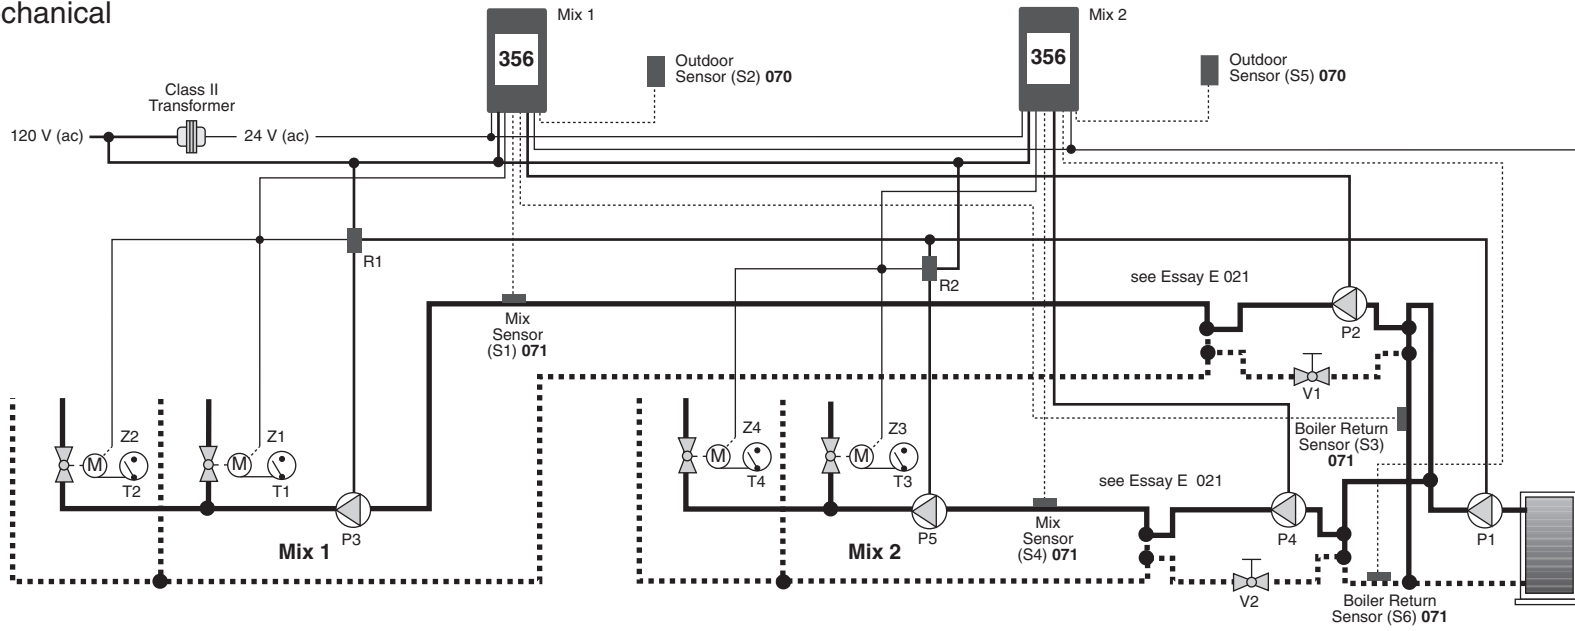 chanical
Mix 1
Mix 2
356
356
Outdoor
Sensor (S2) 070
Outdoor
Sensor (S5) 070
Class II
Transformer
120 V (ac)
24 V (ac)
R1
R2
see Essay E 021
Mix
Sensor
(S1) 071
P2
V1
Z2
Z1
Z4
Z3
Boiler Return
Sensor (S3)
071
M
M
M
M
T2
T1
T4
T3
see Essay E 021
P3
P5
Mix 1
Mix 2
Mix
Sensor
(S4) 071
P4
P1
V2
Boiler Return
Sensor (S6) 071